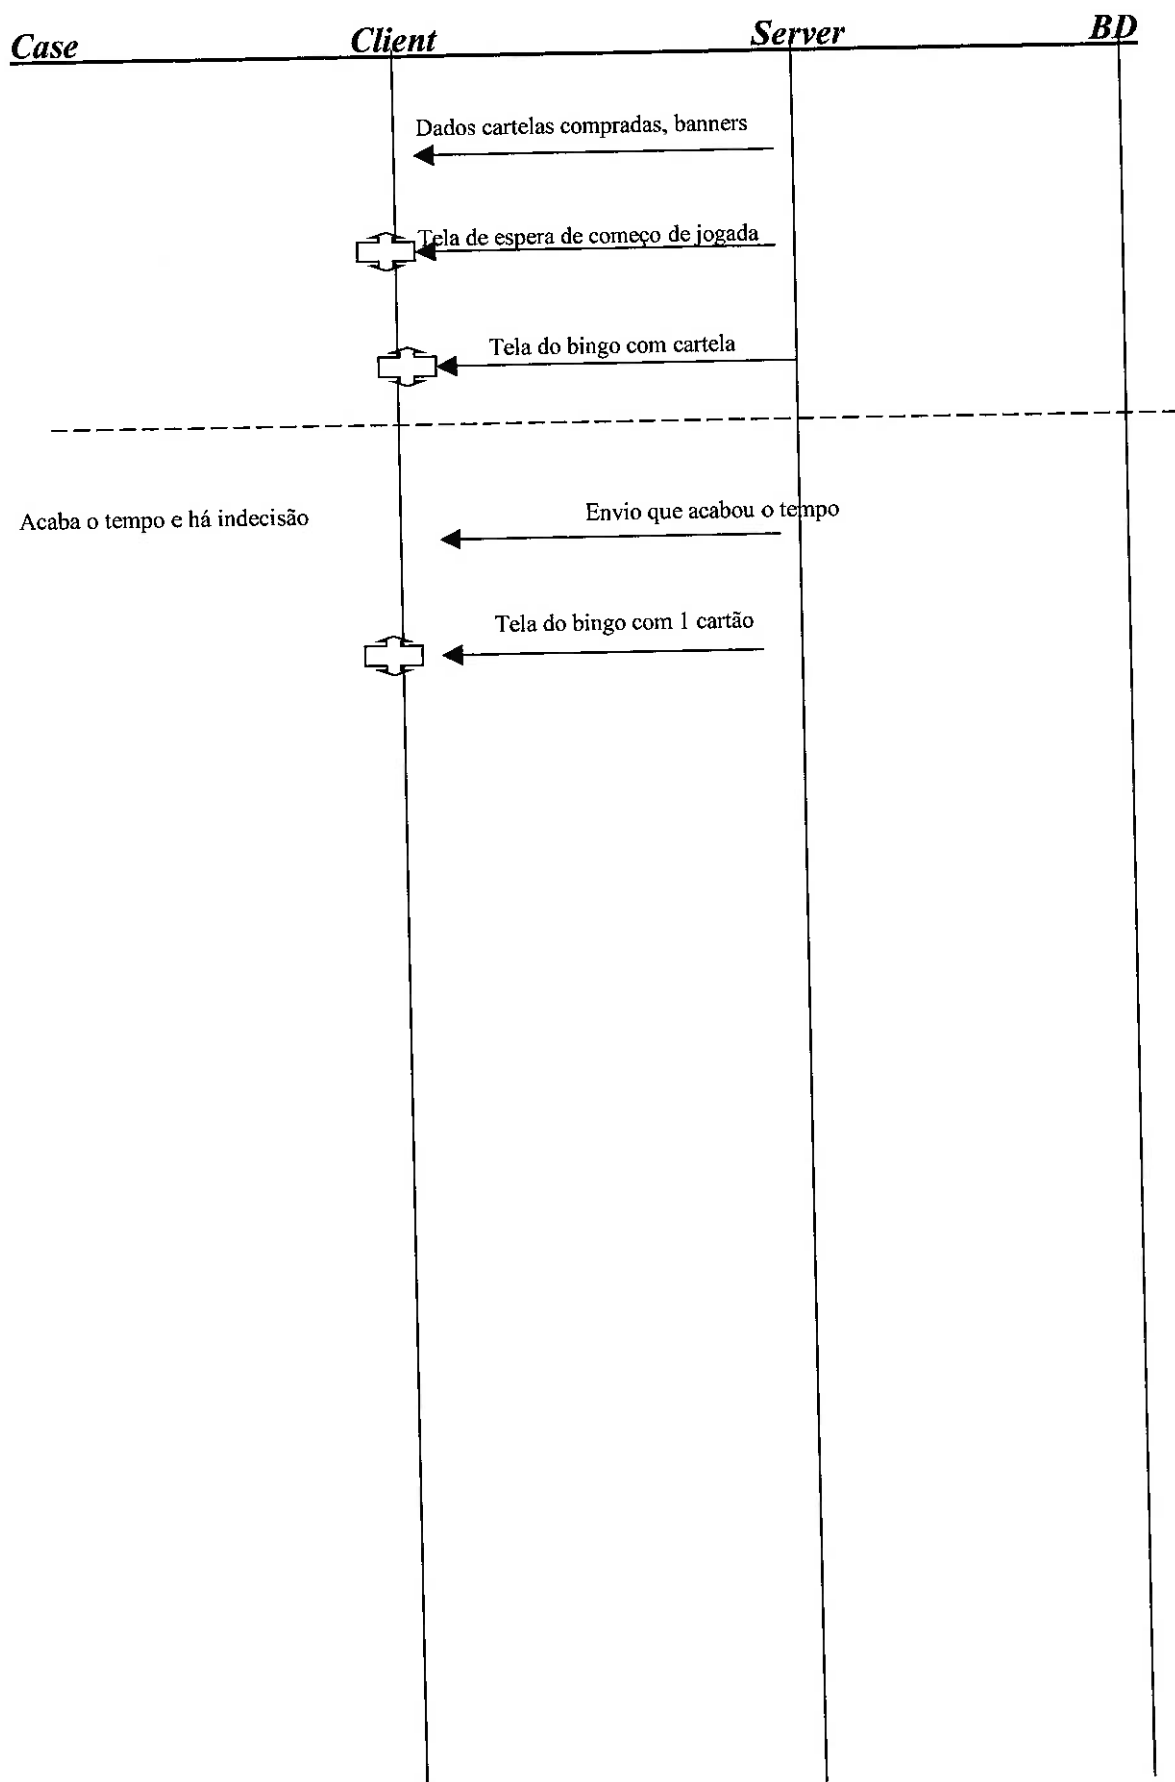 Case Client Server BD
Dados cartelas compradas, banners
Tela de espera de começo de jogada
Tela do bingo com cartela
Acaba o tempo e há indecisão
Envio que acabou o tempo
Tela do bingo com 1 cartão